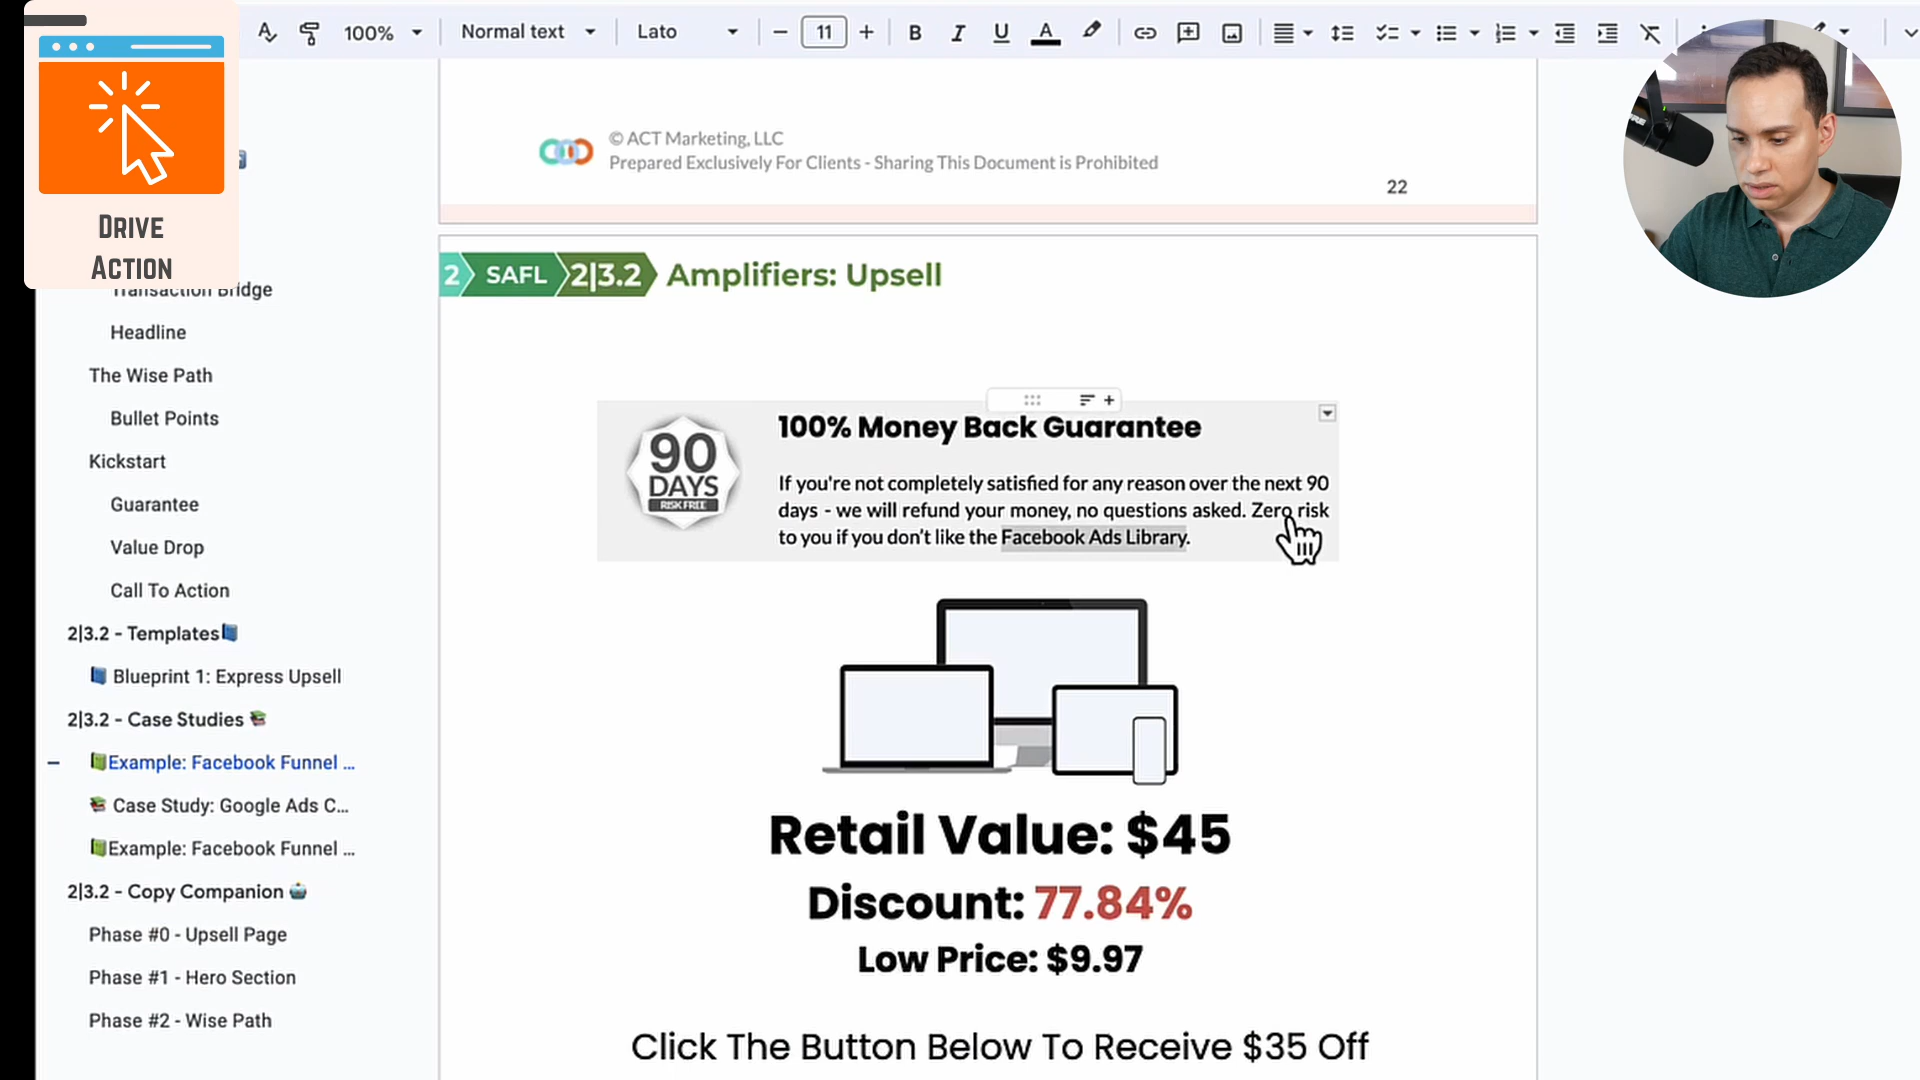 100%
Normal text
Lato
11
B
I
U
A
DRIVE
ACTION
Transaction Bridge
Headline
The Wise Path
Bullet Points
Kickstart
Guarantee
Value Drop
Call To Action
2|3.2 - Templates
Blueprint 1: Express Upsell
2|3.2 - Case Studies
Example: Facebook Funnel ...
Case Study: Google Ads C...
Example: Facebook Funnel ...
2|3.2 - Copy Companion
Phase #0 - Upsell Page
Phase #1 - Hero Section
Phase #2 - Wise Path
© ACT Marketing, LLC
Prepared Exclusively For Clients - Sharing This Document is Prohibited
22
2 SAFL 2|3.2 Amplifiers: Upsell
90
DAYS
RISK FREE
100% Money Back Guarantee
If you're not completely satisfied for any reason over the next 90
days - we will refund your money, no questions asked. Zero risk
to you if you don't like the Facebook Ads Library.
Retail Value: $45
Discount: 77.84%
Low Price: $9.97
Click The Button Below To Receive $35 Off